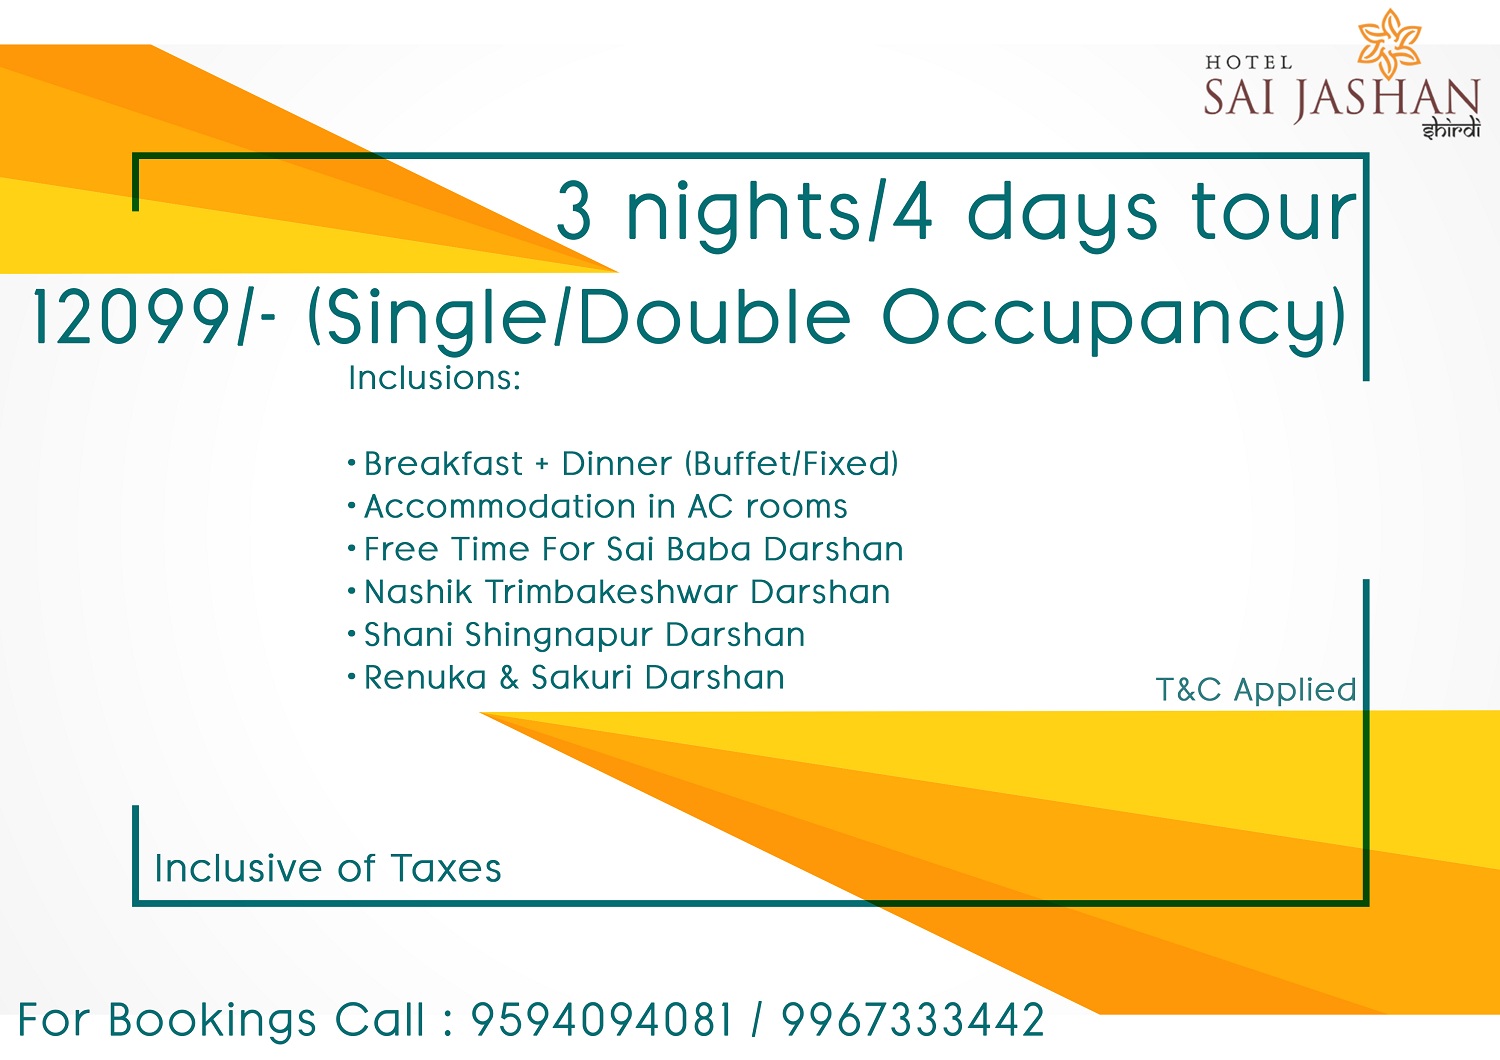 HOTEL
SAI JASHAN
shirdi
3 nights/4 days tour
12099/- (Single/Double Occupancy)
Inclusions:
• Breakfast + Dinner (Buffet/Fixed)
• Accommodation in AC rooms
• Free Time For Sai Baba Darshan
• Nashik Trimbakeshwar Darshan
• Shani Shingnapur Darshan
• Renuka & Sakuri Darshan
T&C Applied
Inclusive of Taxes
For Bookings Call : 9594094081 / 9967333442